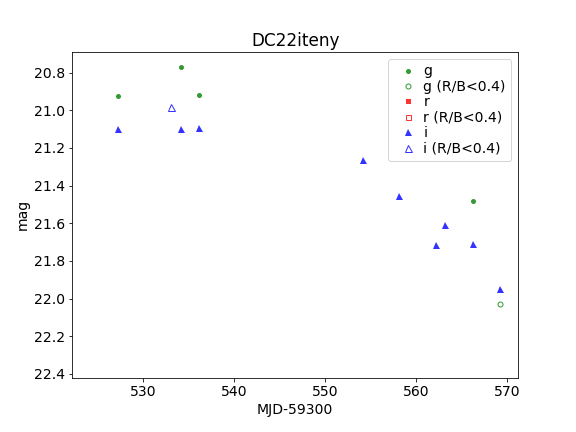 DC22iteny
20.8
21.0
21.2
21.4
21.6
21.8
22.0
22.2
22.4
mag
g
g (R/B<0.4)
r
r (R/B<0.4)
i
i (R/B<0.4)
530 540 550 560 570
MJD-59300